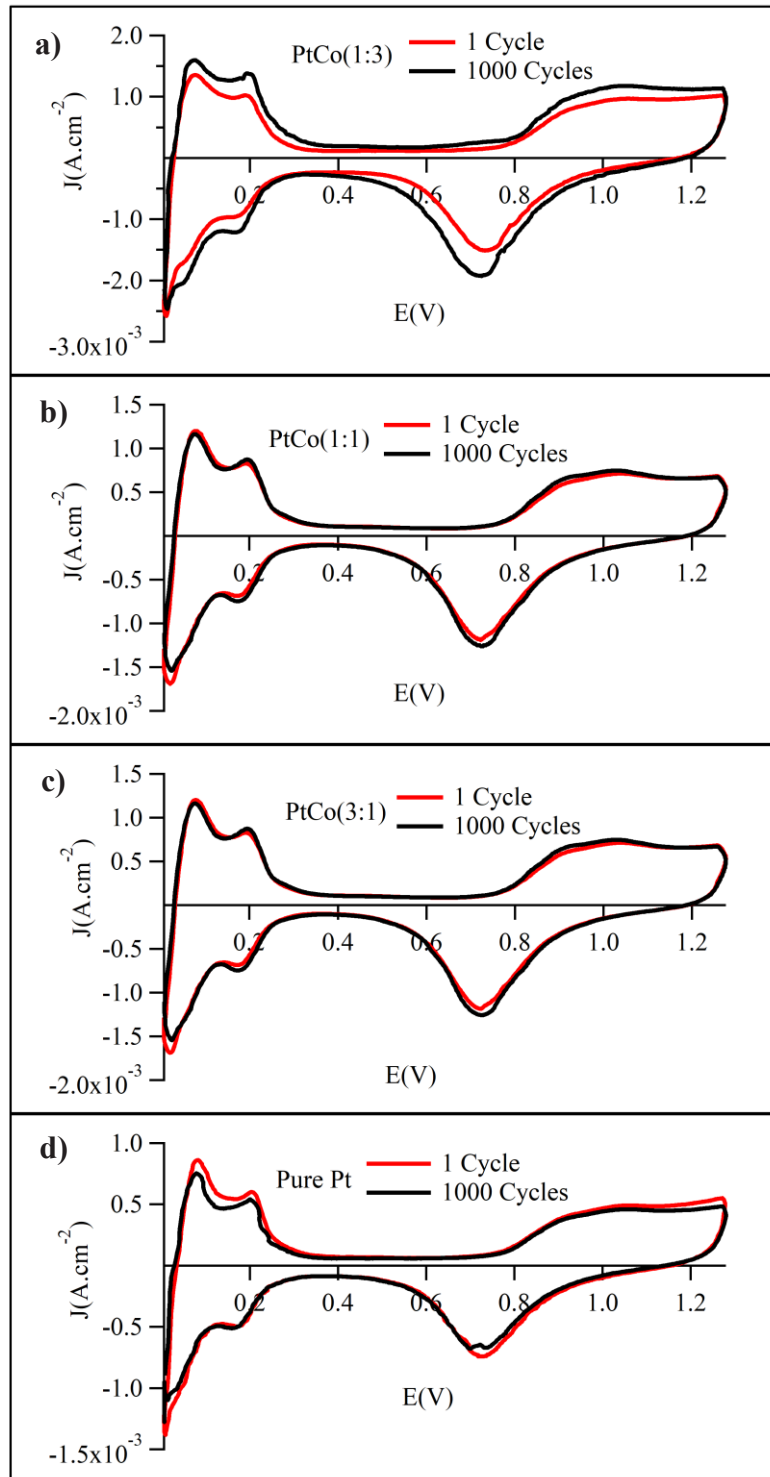 a)
PtCo(1:3)
1 Cycle
1000 Cycles
J(A.cm-2)
2.0
1.0
-1.0
-2.0
-3.0x10-3
0.2
0.4
0.6
0.8
1.0
1.2
E(V)
b)
PtCo(1:1)
1 Cycle
1000 Cycles
J(A.cm-2)
1.5
1.0
0.5
-0.5
-1.0
-1.5
-2.0x10-3
0.2
0.4
0.6
0.8
1.0
1.2
E(V)
c)
PtCo(3:1)
1 Cycle
1000 Cycles
J(A.cm-2)
1.5
1.0
0.5
-0.5
-1.0
-1.5
-2.0x10-3
0.2
0.4
0.6
0.8
1.0
1.2
E(V)
d)
Pure Pt
1 Cycle
1000 Cycles
J(A.cm-2)
1.0
0.5
-0.5
-1.0
-1.5x10-3
0.2
0.4
0.6
0.8
1.0
1.2
E(V)